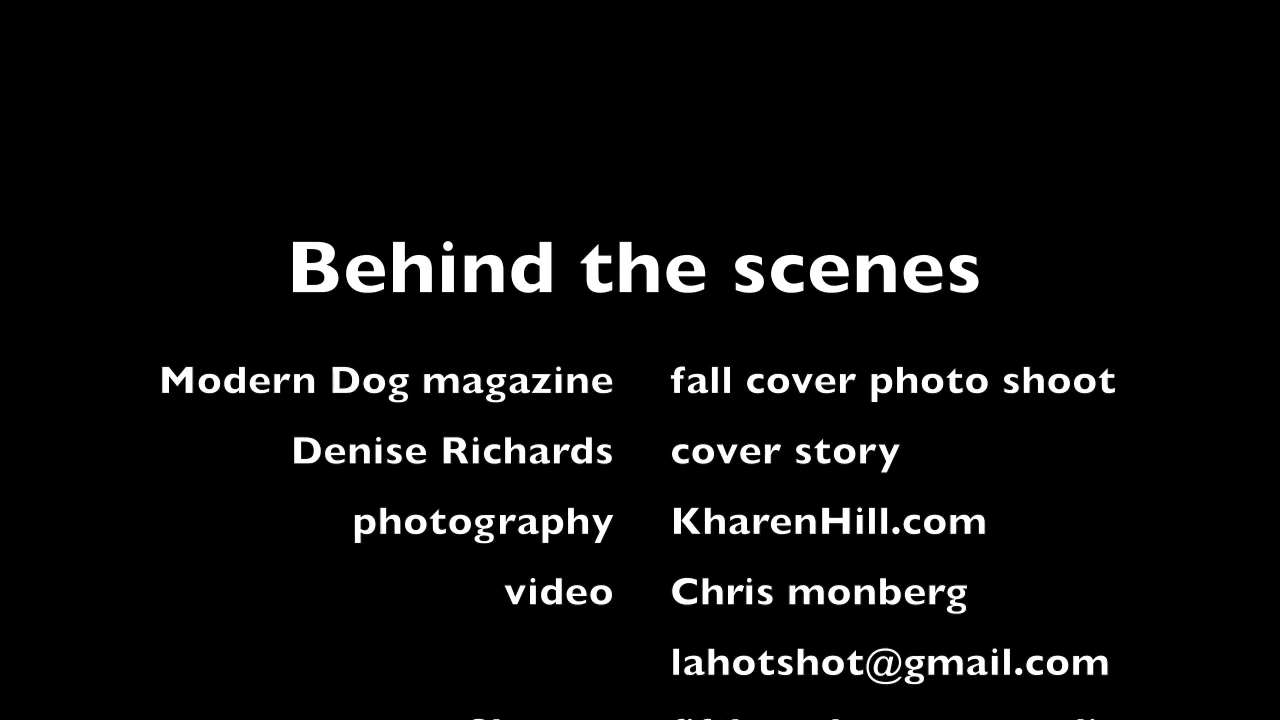 Behind the scenes
Modern Dog magazine fall cover photo shoot
Denise Richards cover story
photography KharenHill.com
video Chris monberg
lahotshot@gmail.com